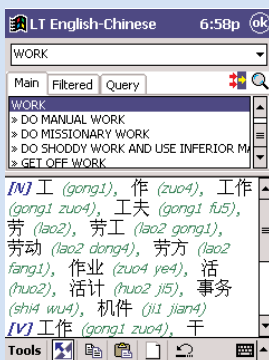 LT English-Chinese 6:58p ok
WORK
Main Filtered Query
WORK
» DO MANUAL WORK
» DO MISSIONARY WORK
» DO SHODDY WORK AND USE INFERIOR MA
» GET OFF WORK
[N] 工 (gong1), 作 (zuo4), 工作
(gong1 zuo4), 工夫 (gong1 fu5),
劳 (lao2), 劳工 (lao2 gong1),
劳动 (lao2 dong4), 劳方 (lao2
fang1), 作业 (zuo4 ye4), 活
(huo2), 活计 (huo2 ji5), 事务
(shi4 wu4), 机件 (ji1 jian4)
[V] 工作 (gong1 zuo4), 干
Tools